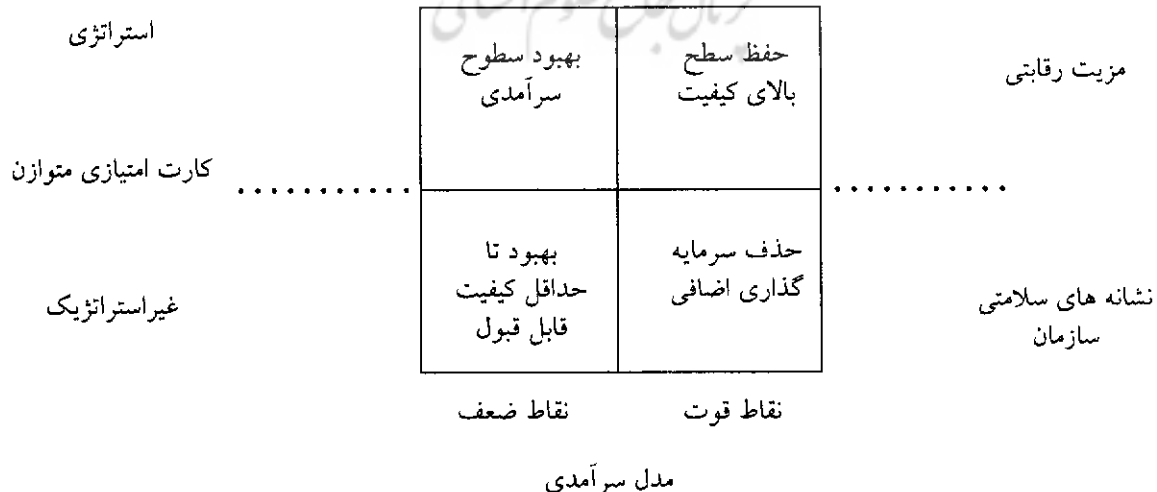 استراتژی
مزیت رقابتی
حفظ سطح
بالای کیفیت
بهبود سطوح
سرآمدی
کارت امتیازی متوازن
حذف سرمایه
گذاری اضافی
بهبود تا
حداقل کیفیت
قابل قبول
نشانه های سلامتی
سازمان
غیراستراتژیک
نقاط قوت
نقاط ضعف
مدل سرآمدی